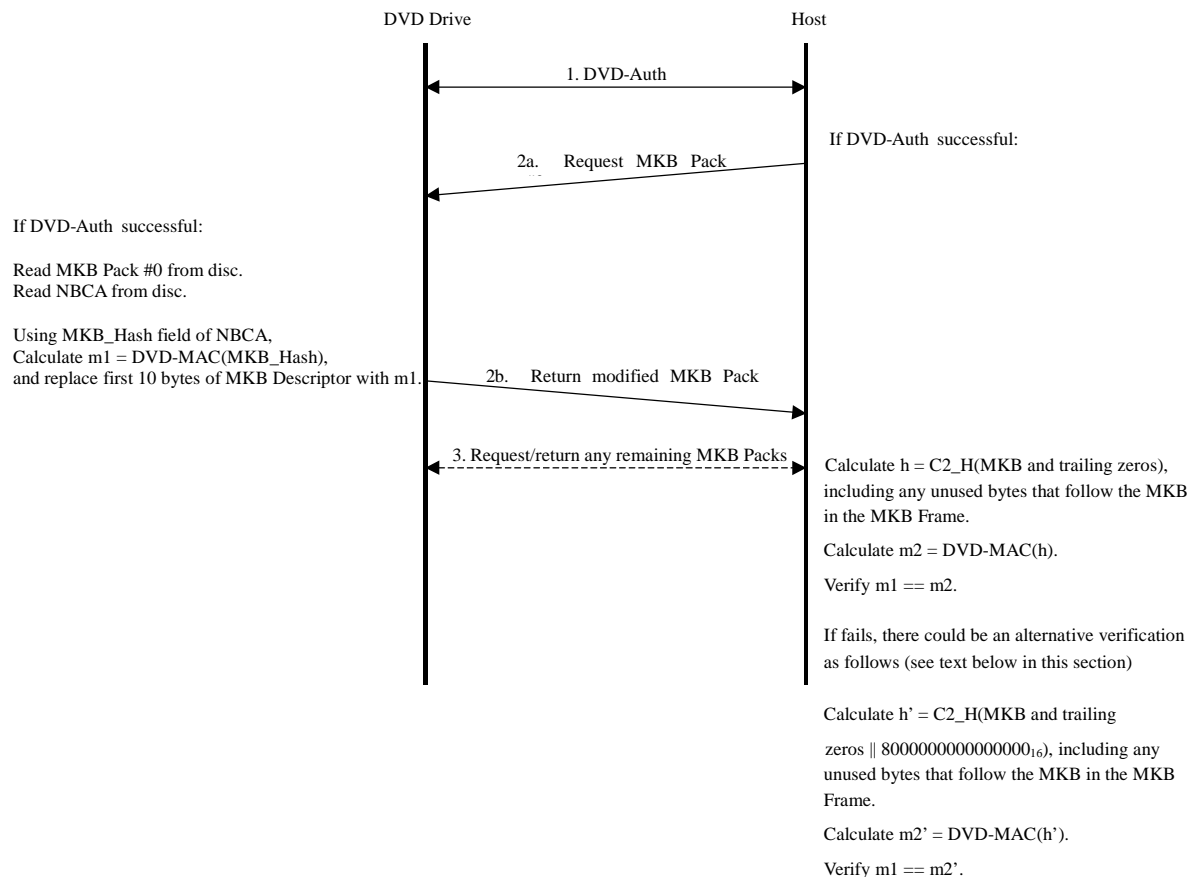 DVD Drive
Host
1. DVD-Auth
If DVD-Auth successful:
2a. Request MKB Pack
If DVD-Auth successful:
Read MKB Pack #0 from disc.
Read NBCA from disc.
Using MKB_Hash field of NBCA,
Calculate m1 = DVD-MAC(MKB_Hash),
and replace first 10 bytes of MKB Descriptor with m1.
2b. Return modified MKB Pack
3. Request/return any remaining MKB Packs
Calculate h = C2_H(MKB and trailing zeros),
including any unused bytes that follow the MKB
in the MKB Frame.
Calculate m2 = DVD-MAC(h).
Verify m1 == m2.
If fails, there could be an alternative verification
as follows (see text below in this section)
Calculate h’ = C2_H(MKB and trailing
zeros || 8000000000000000₁₆), including any
unused bytes that follow the MKB in the MKB
Frame.
Calculate m2’ = DVD-MAC(h’).
Verify m1 == m2’.